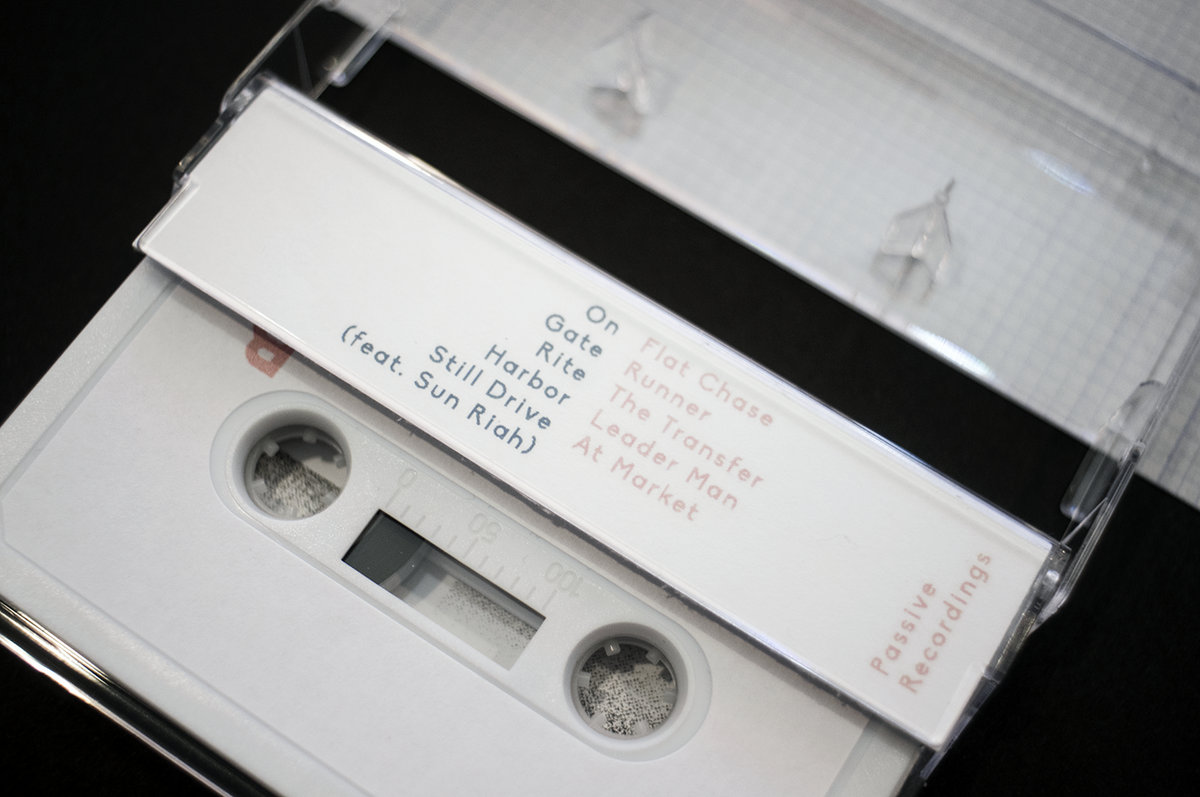 On
Gate
Rite
Harbor
Still Drive
(feat. Sun Riah)
Flat Chase
Runner
The Transfer
Leader Man
At Market
Passive
Recordings
B
0
50
100